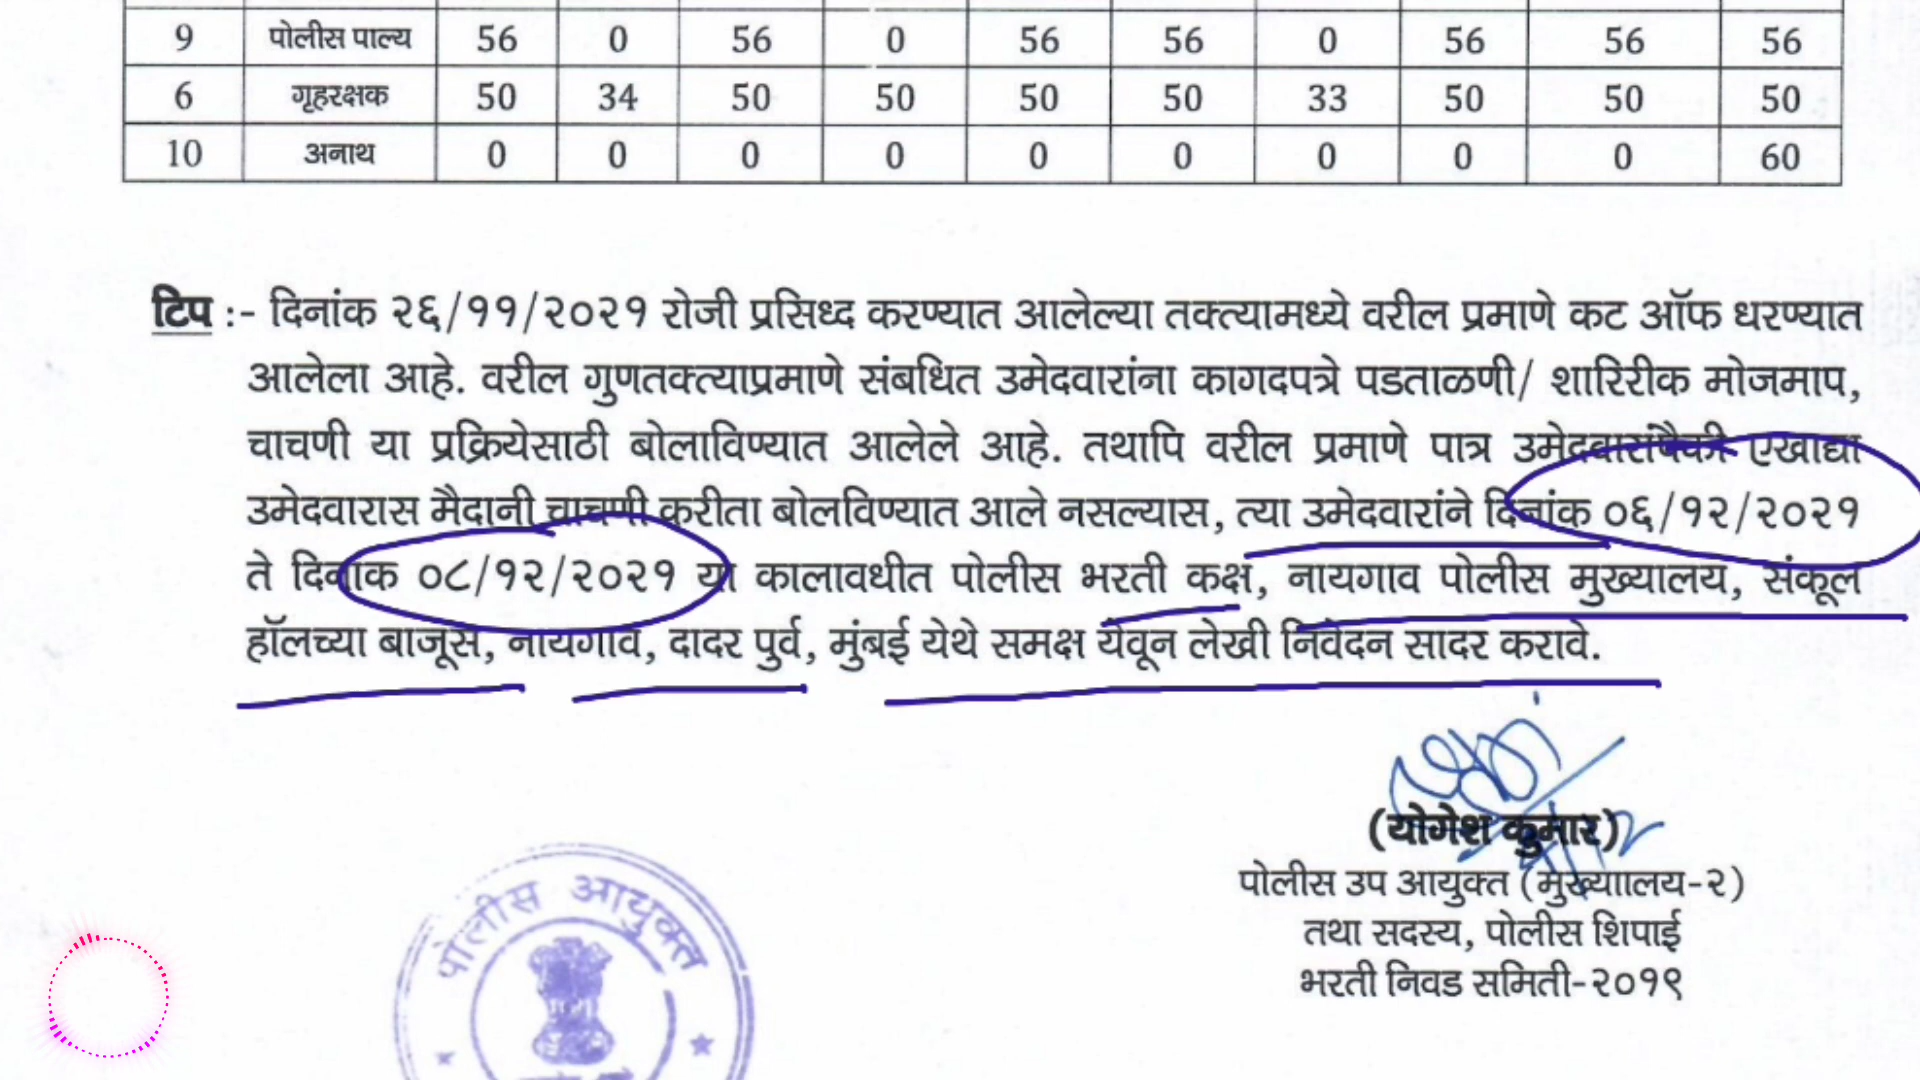 9 पोलीस पाल्य 56 0 56 0 56 56 0 56 56 56
6 गृहरक्षक 50 34 50 50 50 50 33 50 50 50
10 अनाथ 0 0 0 0 0 0 0 0 0 60
टिप :- दिनांक २६/११/२०२१ रोजी प्रसिध्द करण्यात आलेल्या तक्त्यामध्ये वरील प्रमाणे कट ऑफ धरण्यात
आलेला आहे. वरील गुणतक्त्याप्रमाणे संबधित उमेदवारांना कागदपत्रे पडताळणी/ शारिरीक मोजमाप,
चाचणी या प्रक्रियेसाठी बोलाविण्यात आलेले आहे. तथापि वरील प्रमाणे पात्र उमेदवारांपैकी एखाद्या
उमेदवारास मैदानी चाचणी करीता बोलविण्यात आले नसल्यास, त्या उमेदवारांने दिनांक ०६/१२/२०२१
ते दिनांक ०८/१२/२०२१ या कालावधीत पोलीस भरती कक्ष, नायगाव पोलीस मुख्यालय, संकूल
हॉलच्या बाजूस, नायगाव, दादर पुर्व, मुंबई येथे समक्ष येवून लेखी निवेदन सादर करावे.
(योगेश कुमार)
पोलीस उप आयुक्त (मुख्याालय-२)
तथा सदस्य, पोलीस शिपाई
भरती निवड समिती-२०१९
पोलीस आयुक्त